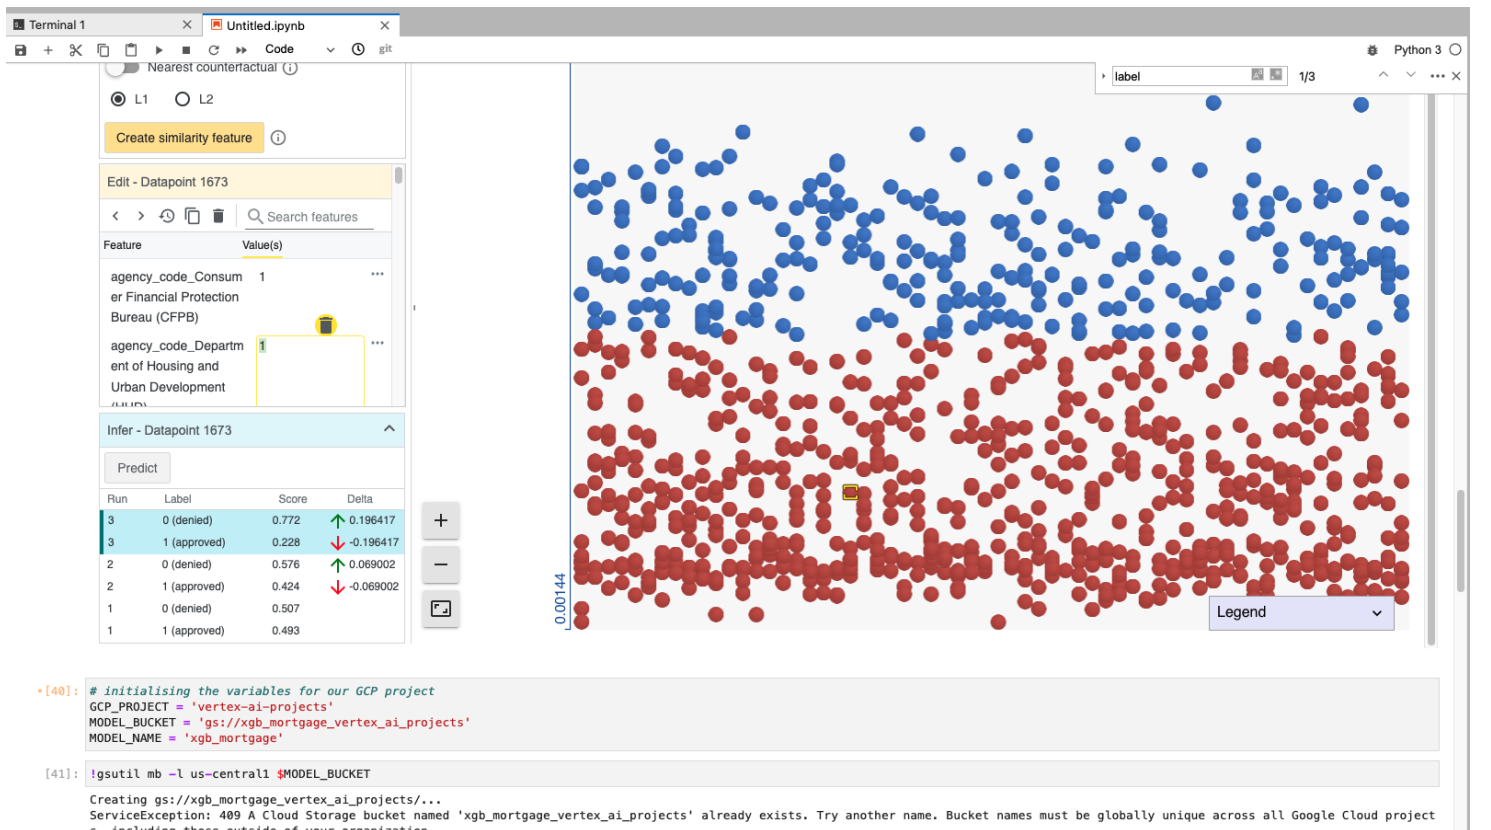 Terminal 1
Untitled.ipynb
Code
git
Python 3
label
1/3
Nearest counterfactual
L1
L2
Create similarity feature
Edit - Datapoint 1673
Search features
Feature Value(s)
agency_code_Consum 1
er Financial Protection
Bureau (CFPB)
agency_code_Departm 1
ent of Housing and
Urban Development
(HUD)
Infer - Datapoint 1673
Predict
Run Label Score Delta
3 0 (denied) 0.772 0.196417
3 1 (approved) 0.228 -0.196417
2 0 (denied) 0.576 0.069002
2 1 (approved) 0.424 -0.069002
1 0 (denied) 0.507
1 1 (approved) 0.493
0.00144
Legend
[40]: # initialising the variables for our GCP project
GCP_PROJECT = 'vertex-ai-projects'
MODEL_BUCKET = 'gs://xgb_mortgage_vertex_ai_projects'
MODEL_NAME = 'xgb_mortgage'
[41]: !gsutil mb -l us-central1 $MODEL_BUCKET
Creating gs://xgb_mortgage_vertex_ai_projects/...
ServiceException: 409 A Cloud Storage bucket named 'xgb_mortgage_vertex_ai_projects' already exists. Try another name. Bucket names must be globally unique across all Google Cloud project
s, including those outside of your organization.